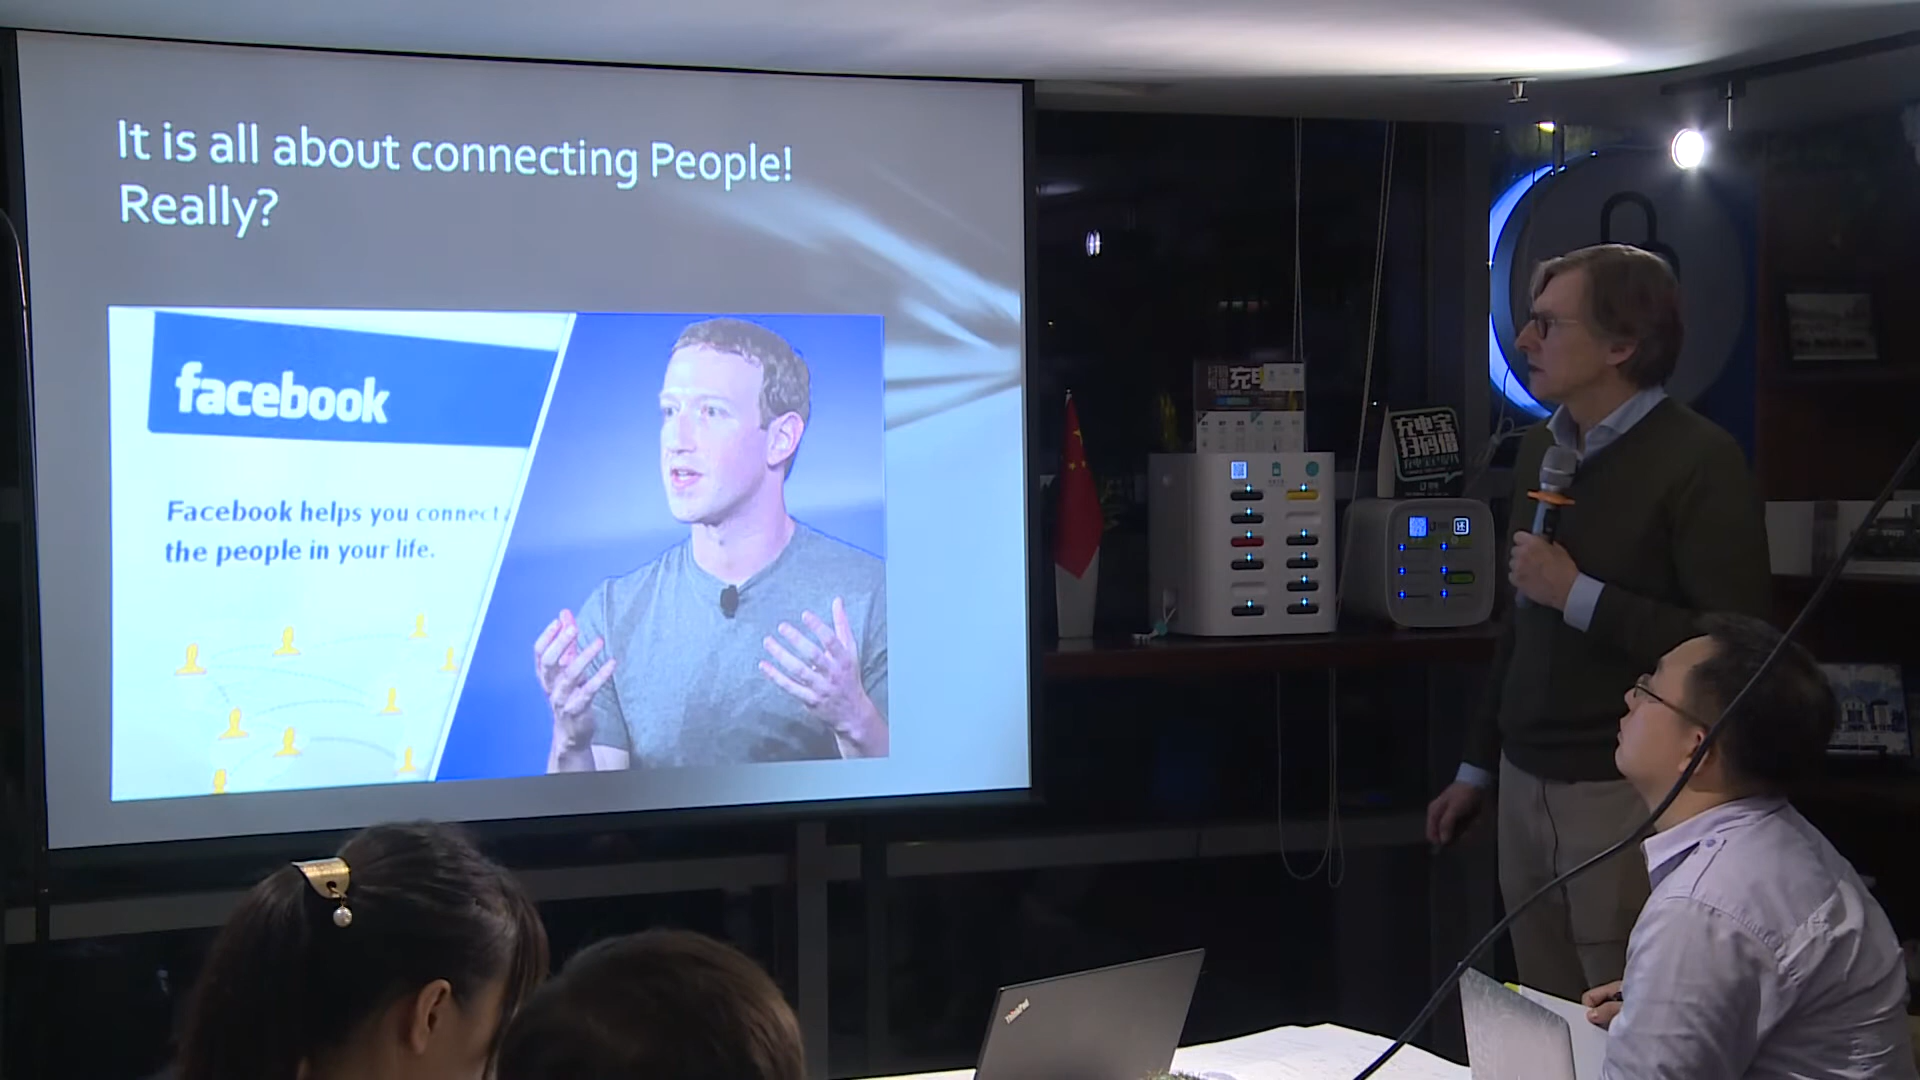 It is all about connecting People!
Really?
facebook
Facebook helps you connect
the people in your life.
充电宝
扫码借
还
ThinkPad